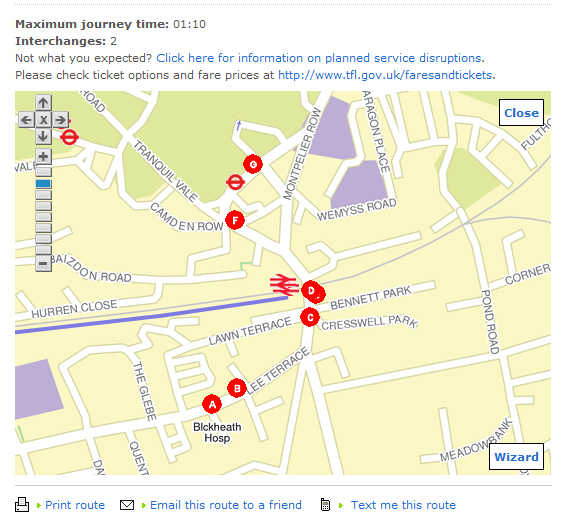 Maximum journey time: 01:10
Interchanges: 2
Not what you expected? Click here for information on planned service disruptions.
Please check ticket options and fare prices at http://www.tfl.gov.uk/faresandtickets.
ROAD
X
Close
ARAGON PLACE
FULTHO
MONTPELIER ROW
TRANQUIL VALE
VALE
G
WEMYSS ROAD
CAMDEN ROW
F
BAIZDON ROAD
CORNER
D
BENNETT PARK
HURREN CLOSE
C
CRESSWELL PARK
LAWN TERRACE
POND ROAD
LEE TERRACE
THE GLEBE
B
A
Blckheath
Hosp
MEADOWBANK
QUENT
DA
Wizard
Print route
Email this route to a friend
Text me this route